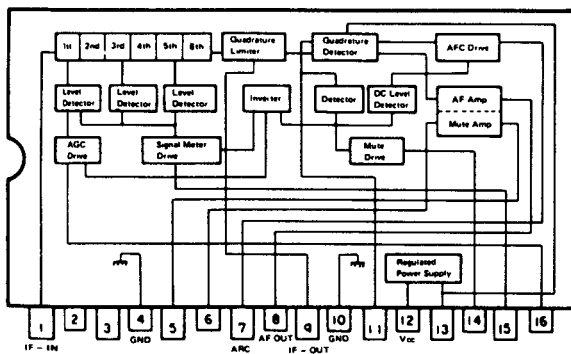 1st 2nd 3rd 4th 5th 6th
Quadrature Limiter
Quadrature Detector
AFC Drive
Level Detector
Level Detector
Level Detector
Inverter
Detector
DC Level Detector
AF Amp
Mute Amp
AGC Drive
Signal Meter Drive
Mute Drive
Regulated Power Supply
1 2 3 4 5 6 7 8 9 10 11 12 13 14 15 16
IF-IN
GND
ARC
AF OUT
IF-OUT
GND
Vcc